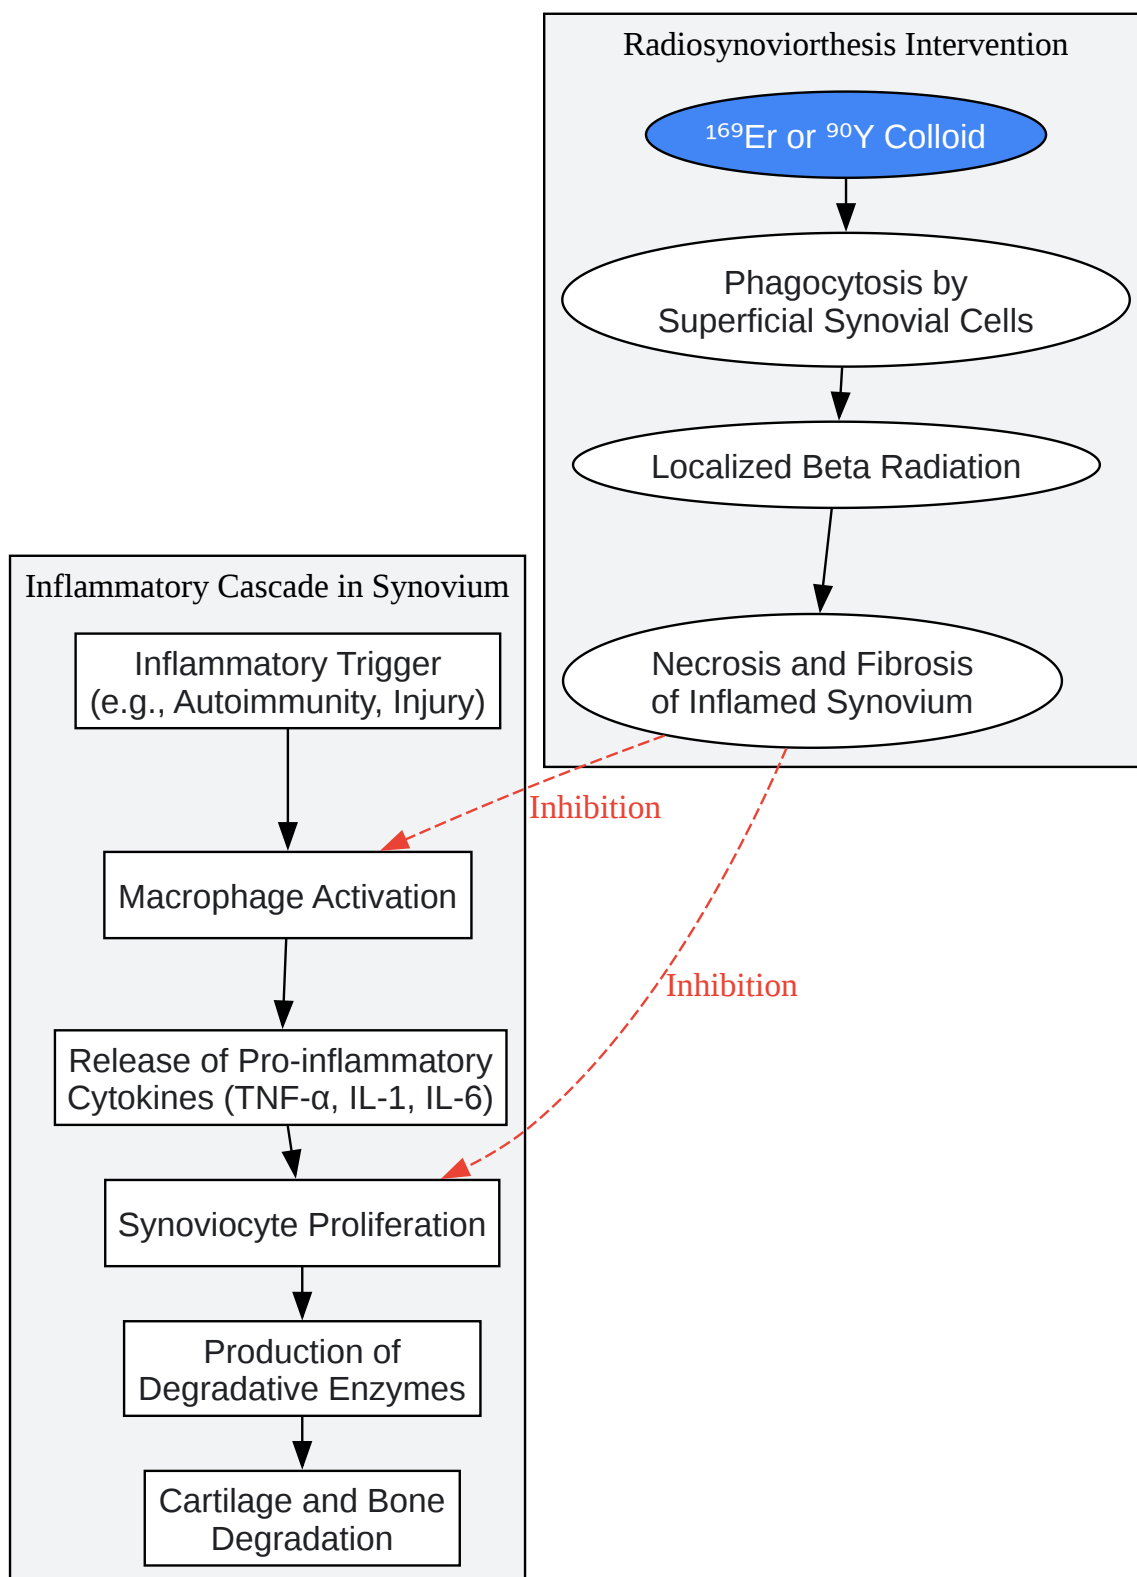 Radiosynoviorthesis Intervention
¹⁶⁹Er or ⁹⁰Y Colloid
Phagocytosis by
Superficial Synovial Cells
Localized Beta Radiation
Necrosis and Fibrosis
of Inflamed Synovium
Inflammatory Cascade in Synovium
Inflammatory Trigger
(e.g., Autoimmunity, Injury)
Inhibition
Macrophage Activation
Inhibition
Release of Pro-inflammatory
Cytokines (TNF-α, IL-1, IL-6)
Synoviocyte Proliferation
Production of
Degradative Enzymes
Cartilage and Bone
Degradation